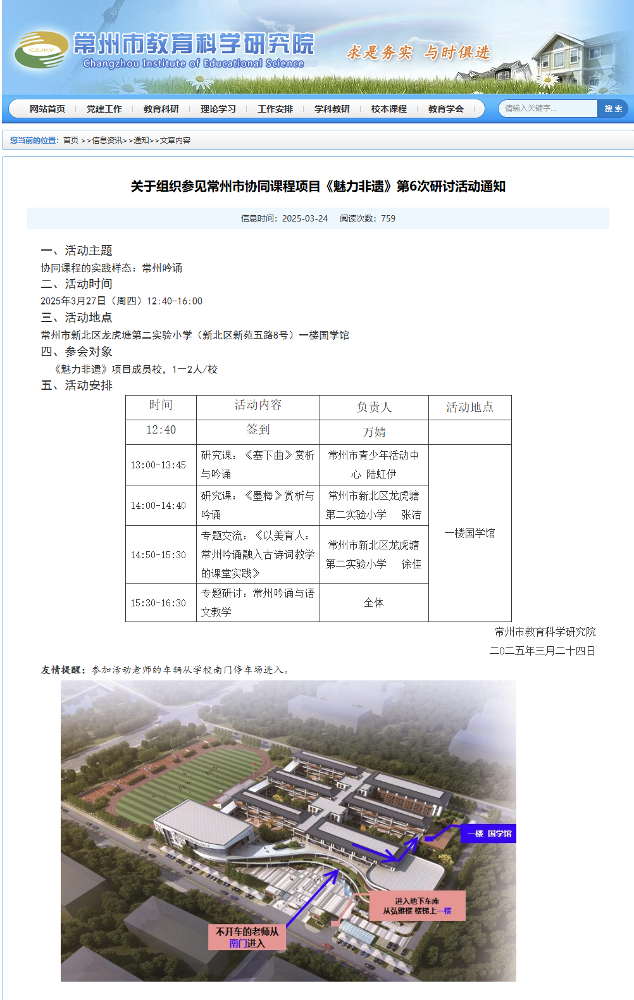 CZJKY
常州市教育科学研究院
Changzhou Institute of Educational Science
求是务实 与时俱进
网站首页 党建工作 教育科研 理论学习 工作安排 学科教研 校本课程 教育学会
请输入关键字... 搜 索
您当前的位置：首页 >>信息资讯>>通知>>文章内容
关于组织参见常州市协同课程项目《魅力非遗》第6次研讨活动通知
信息时间：2025-03-24 阅读次数：759
一、活动主题
协同课程的实践样态：常州吟诵
二、活动时间
2025年3月27日（周四）12:40-16:00
三、活动地点
常州市新北区龙虎塘第二实验小学（新北区新苑五路8号）一楼国学馆
四、参会对象
《魅力非遗》项目成员校，1—2人/校
五、活动安排
时间 活动内容 负责人 活动地点
12:40 签到 万婧
13:00-13:45
研究课：《塞下曲》赏析
与吟诵
常州市青少年活动中
心 陆虹伊
14:00-14:40
研究课：《墨梅》赏析与
吟诵
常州市新北区龙虎塘
第二实验小学 张洁
14:50-15:30
专题交流：《以美育人：
常州吟诵融入古诗词教学
的课堂实践》
常州市新北区龙虎塘
第二实验小学 徐佳
15:30-16:30
专题研讨：常州吟诵与语
文教学
全体
一楼国学馆
常州市教育科学研究院
二〇二五年三月二十四日
友情提醒：参加活动老师的车辆从学校南门停车场进入。
一楼 国学馆
进入地下车库
从弘雅楼 楼梯上一楼
不开车的老师从
南门进入